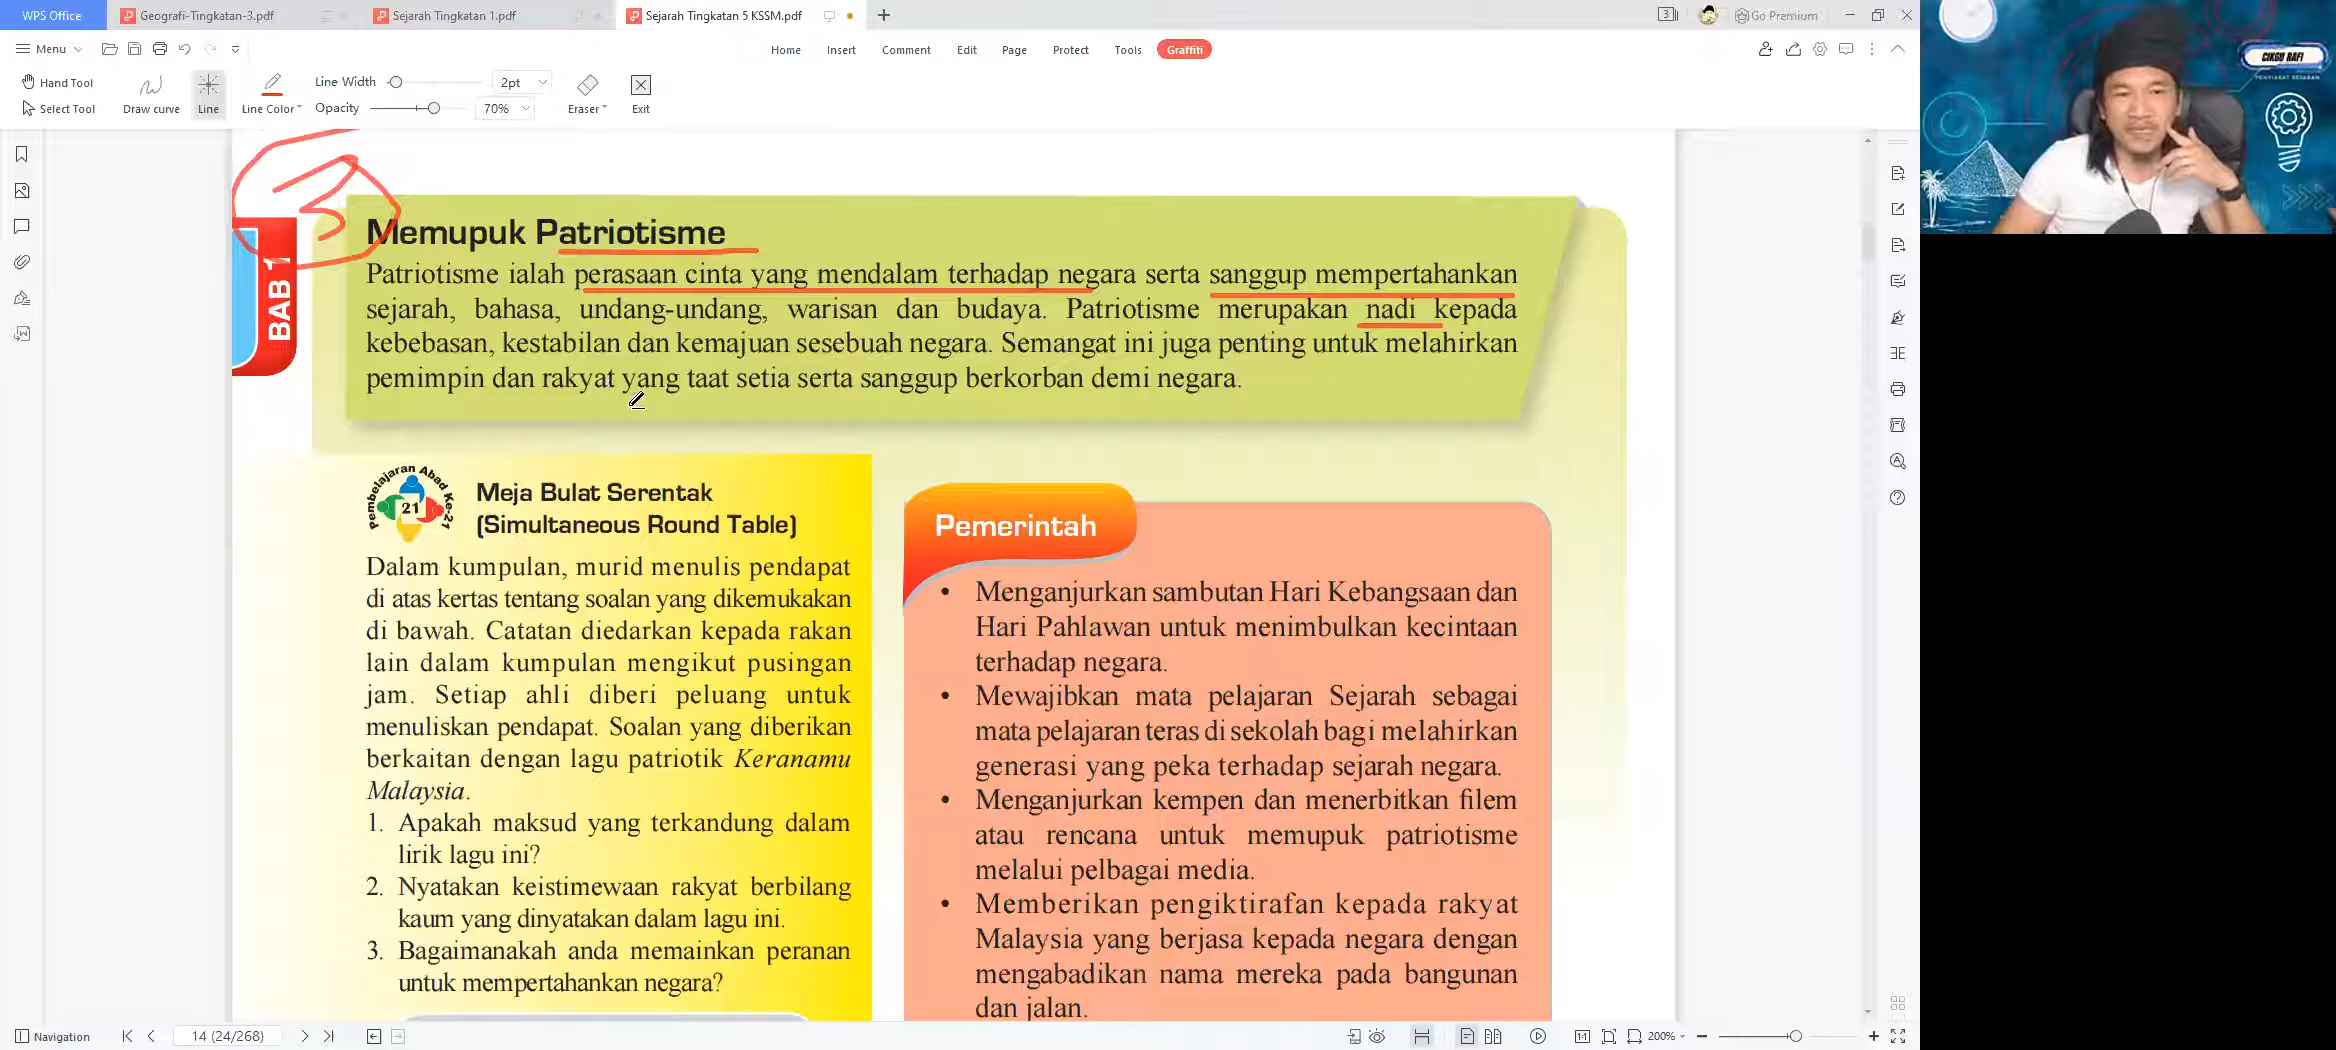 WPS Office
Geografi-Tingkatan-3.pdf
Sejarah Tingkatan 1.pdf
Sejarah Tingkatan 5 KSSM.pdf
3
Go Premium
Menu
Home Insert Comment Edit Page Protect Tools Graffiti
Hand Tool
Select Tool
Draw curve
Line
Line Color
Line Width
2pt
Opacity
70%
Eraser
Exit
CIKGU RAFI
PENYIASAT SEJARAH
3
BAB 1
Memupuk Patriotisme
Patriotisme ialah perasaan cinta yang mendalam terhadap negara serta sanggup mempertahankan
sejarah, bahasa, undang-undang, warisan dan budaya. Patriotisme merupakan nadi kepada
kebebasan, kestabilan dan kemajuan sesebuah negara. Semangat ini juga penting untuk melahirkan
pemimpin dan rakyat yang taat setia serta sanggup berkorban demi negara.
Pembelajaran Abad Ke-21
21
Meja Bulat Serentak
(Simultaneous Round Table)
Dalam kumpulan, murid menulis pendapat
di atas kertas tentang soalan yang dikemukakan
di bawah. Catatan diedarkan kepada rakan
lain dalam kumpulan mengikut pusingan
jam. Setiap ahli diberi peluang untuk
menuliskan pendapat. Soalan yang diberikan
berkaitan dengan lagu patriotik Keranamu
Malaysia.
1. Apakah maksud yang terkandung dalam
lirik lagu ini?
2. Nyatakan keistimewaan rakyat berbilang
kaum yang dinyatakan dalam lagu ini.
3. Bagaimanakah anda memainkan peranan
untuk mempertahankan negara?
Pemerintah
• Menganjurkan sambutan Hari Kebangsaan dan
Hari Pahlawan untuk menimbulkan kecintaan
terhadap negara.
• Mewajibkan mata pelajaran Sejarah sebagai
mata pelajaran teras di sekolah bagi melahirkan
generasi yang peka terhadap sejarah negara.
• Menganjurkan kempen dan menerbitkan filem
atau rencana untuk memupuk patriotisme
melalui pelbagai media.
• Memberikan pengiktirafan kepada rakyat
Malaysia yang berjasa kepada negara dengan
mengabadikan nama mereka pada bangunan
dan jalan.
Navigation
14 (24/268)
200%